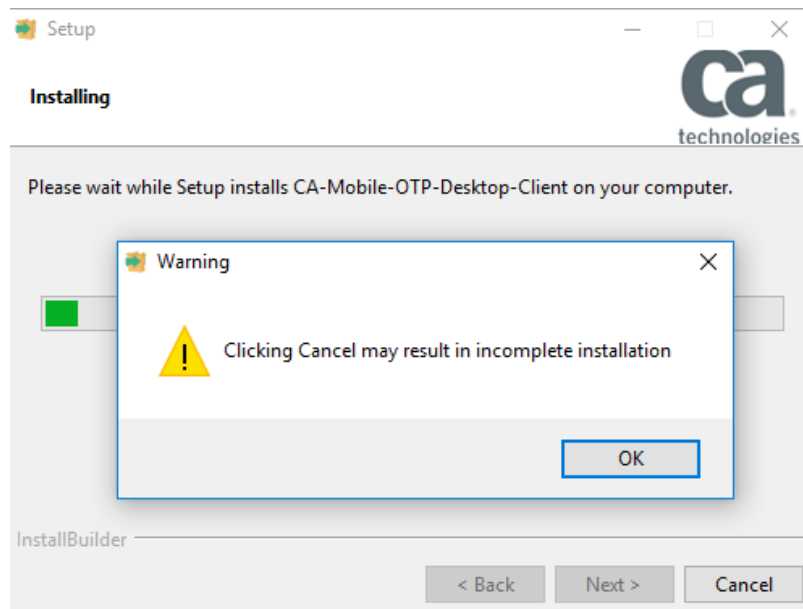 Setup
Installing
ca
technologies
Please wait while Setup installs CA-Mobile-OTP-Desktop-Client on your computer.
Warning
Clicking Cancel may result in incomplete installation
OK
InstallBuilder
< Back Next > Cancel